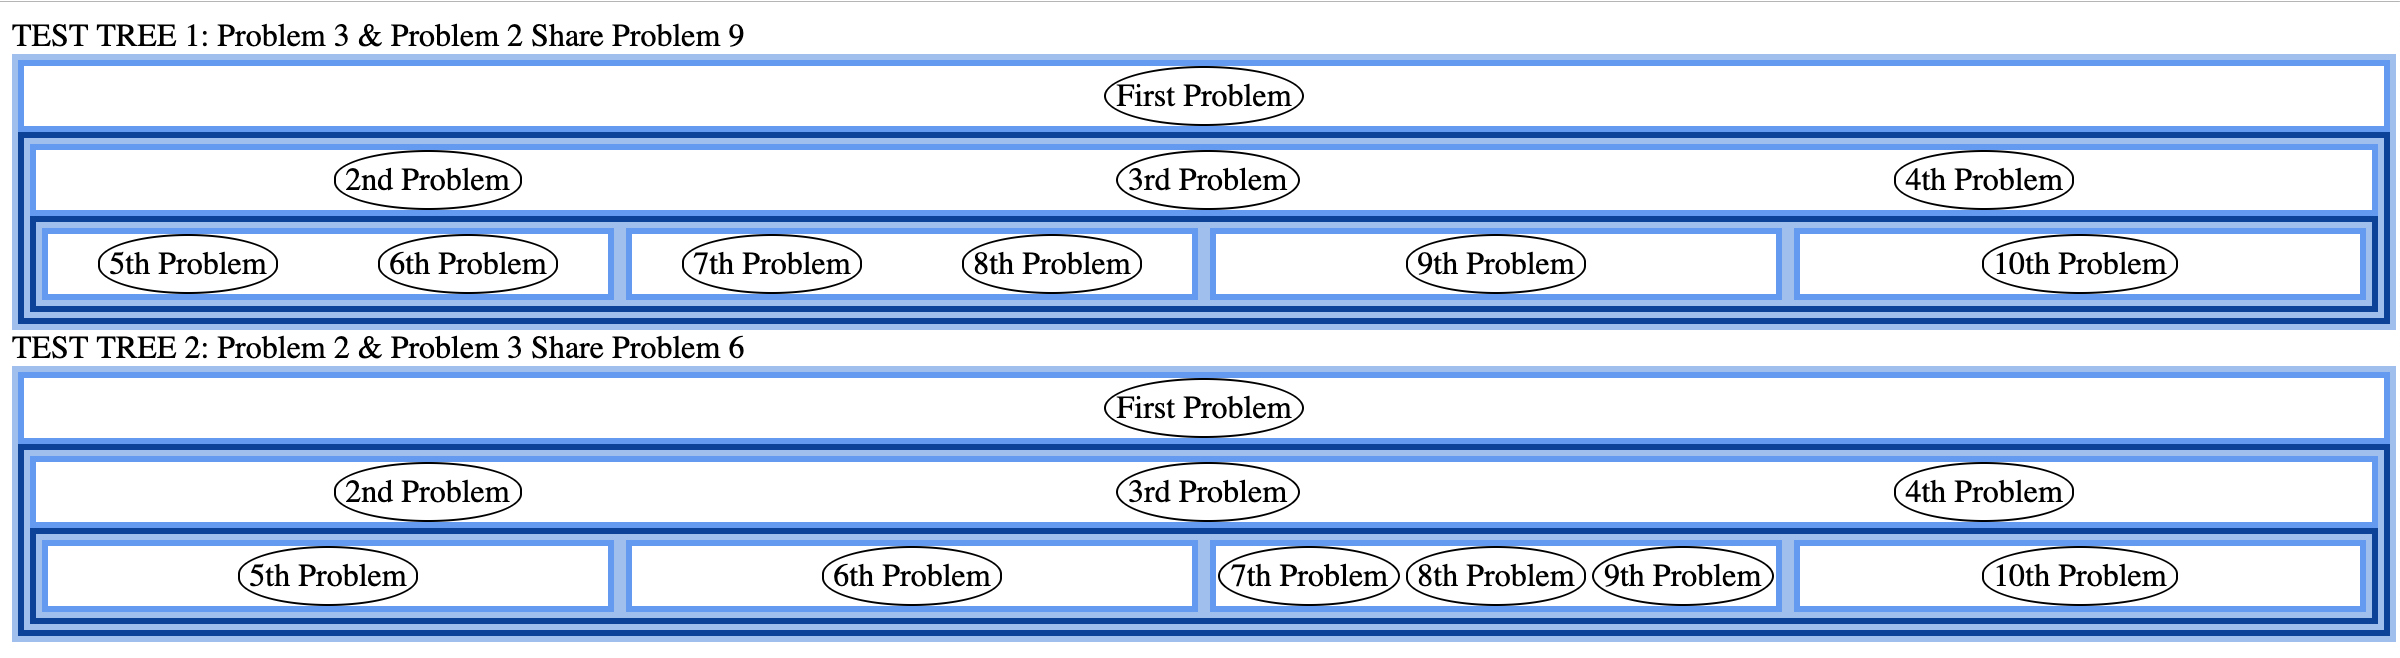 TEST TREE 1: Problem 3 & Problem 2 Share Problem 9
First Problem
2nd Problem 3rd Problem 4th Problem
5th Problem 6th Problem 7th Problem 8th Problem 9th Problem 10th Problem
TEST TREE 2: Problem 2 & Problem 3 Share Problem 6
First Problem
2nd Problem 3rd Problem 4th Problem
5th Problem 6th Problem 7th Problem 8th Problem 9th Problem 10th Problem